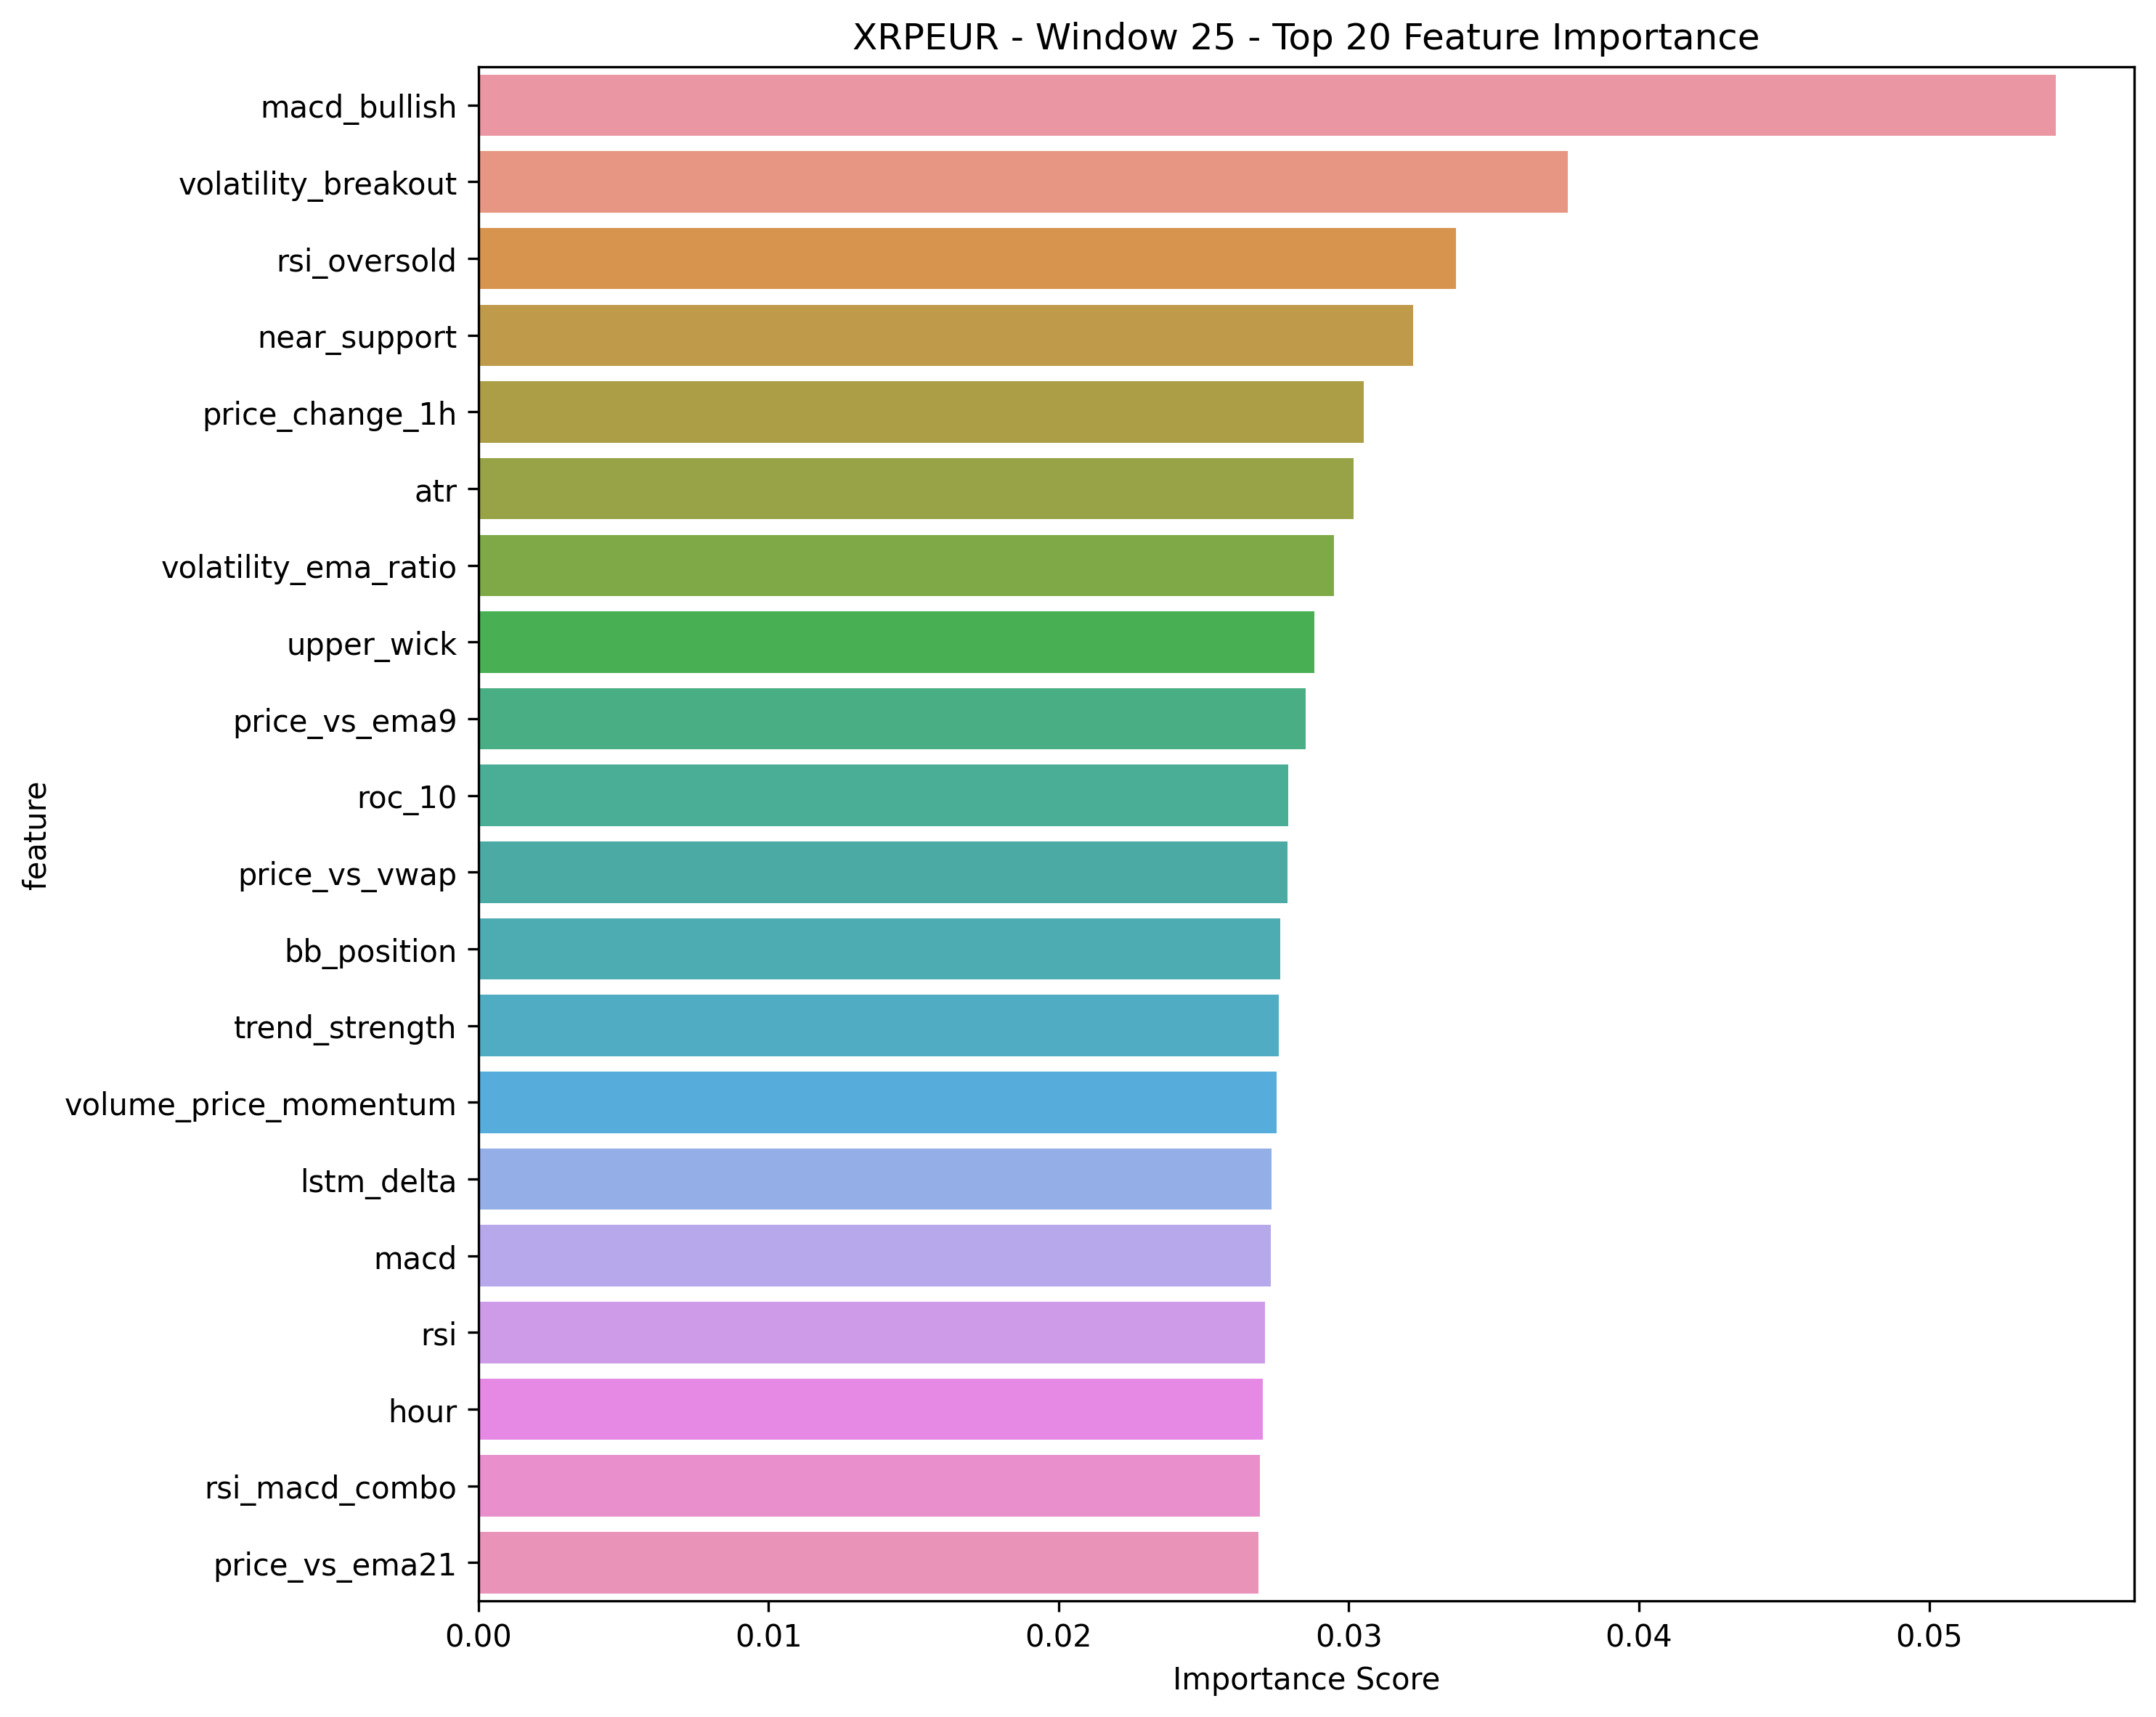 XRPEUR - Window 25 - Top 20 Feature Importance
macd_bullish
volatility_breakout
rsi_oversold
near_support
price_change_1h
atr
volatility_ema_ratio
upper_wick
price_vs_ema9
roc_10
price_vs_vwap
bb_position
trend_strength
volume_price_momentum
lstm_delta
macd
rsi
hour
rsi_macd_combo
price_vs_ema21
feature
0.00 0.01 0.02 0.03 0.04 0.05
Importance Score